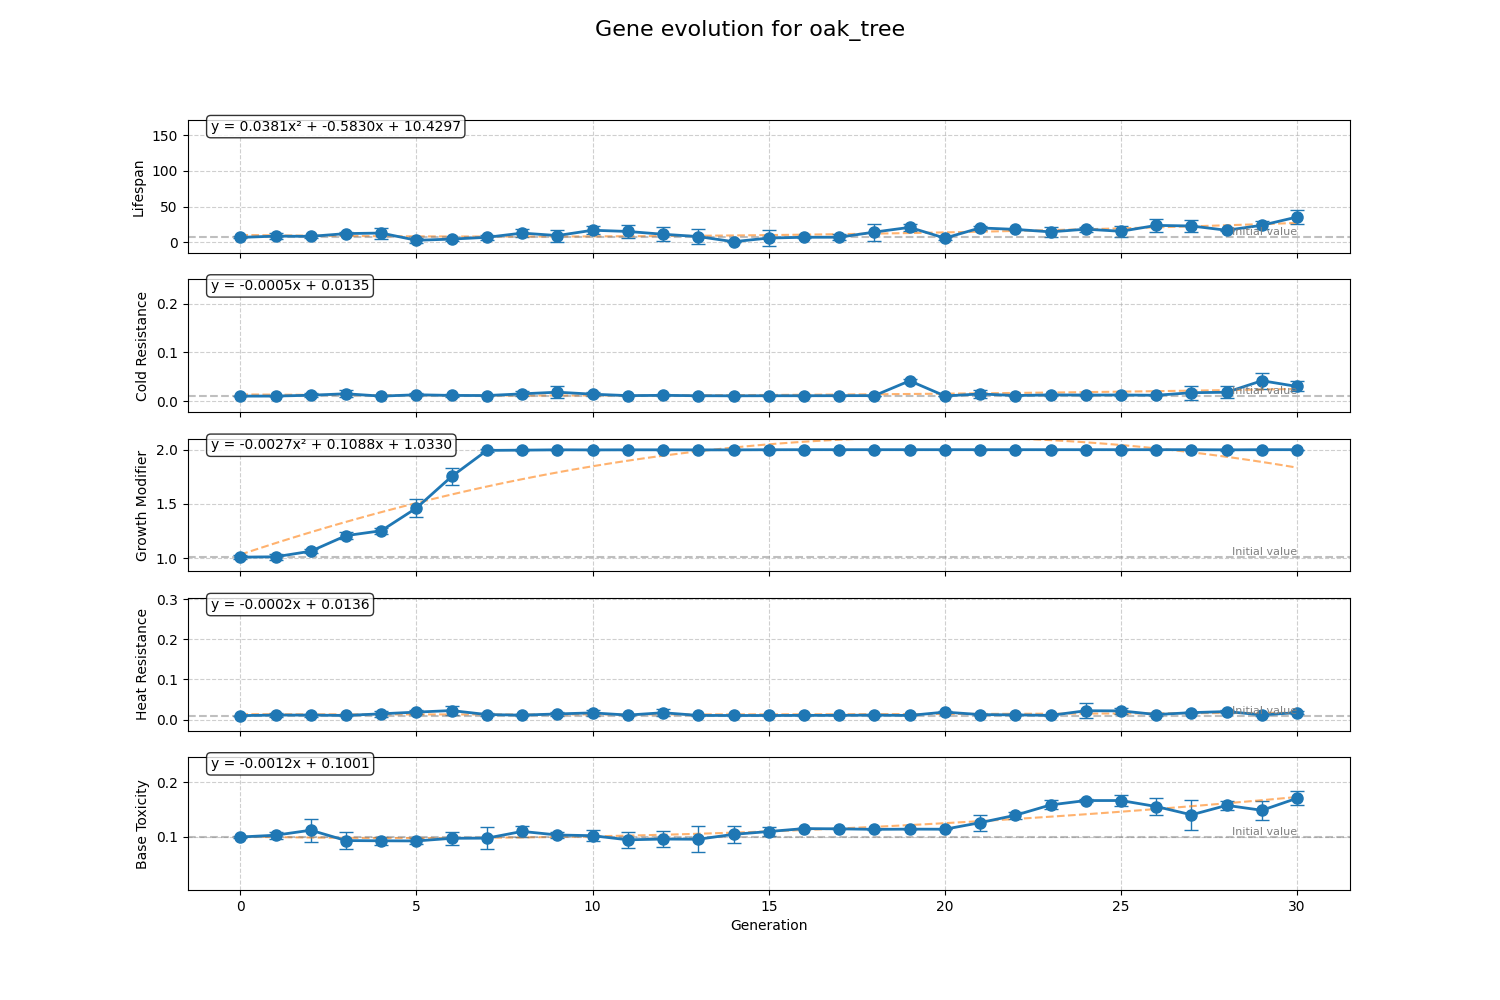 Gene evolution for oak_tree
y = 0.0381x² + -0.5830x + 10.4297
150
100
50
0
Lifespan
Initial value
y = -0.0005x + 0.0135
0.2
0.1
0.0
Cold Resistance
Initial value
y = -0.0027x² + 0.1088x + 1.0330
2.0
1.5
1.0
Growth Modifier
Initial value
y = -0.0002x + 0.0136
0.3
0.2
0.1
0.0
Heat Resistance
Initial value
y = -0.0012x + 0.1001
0.2
0.1
Base Toxicity
Initial value
0 5 10 15 20 25 30
Generation